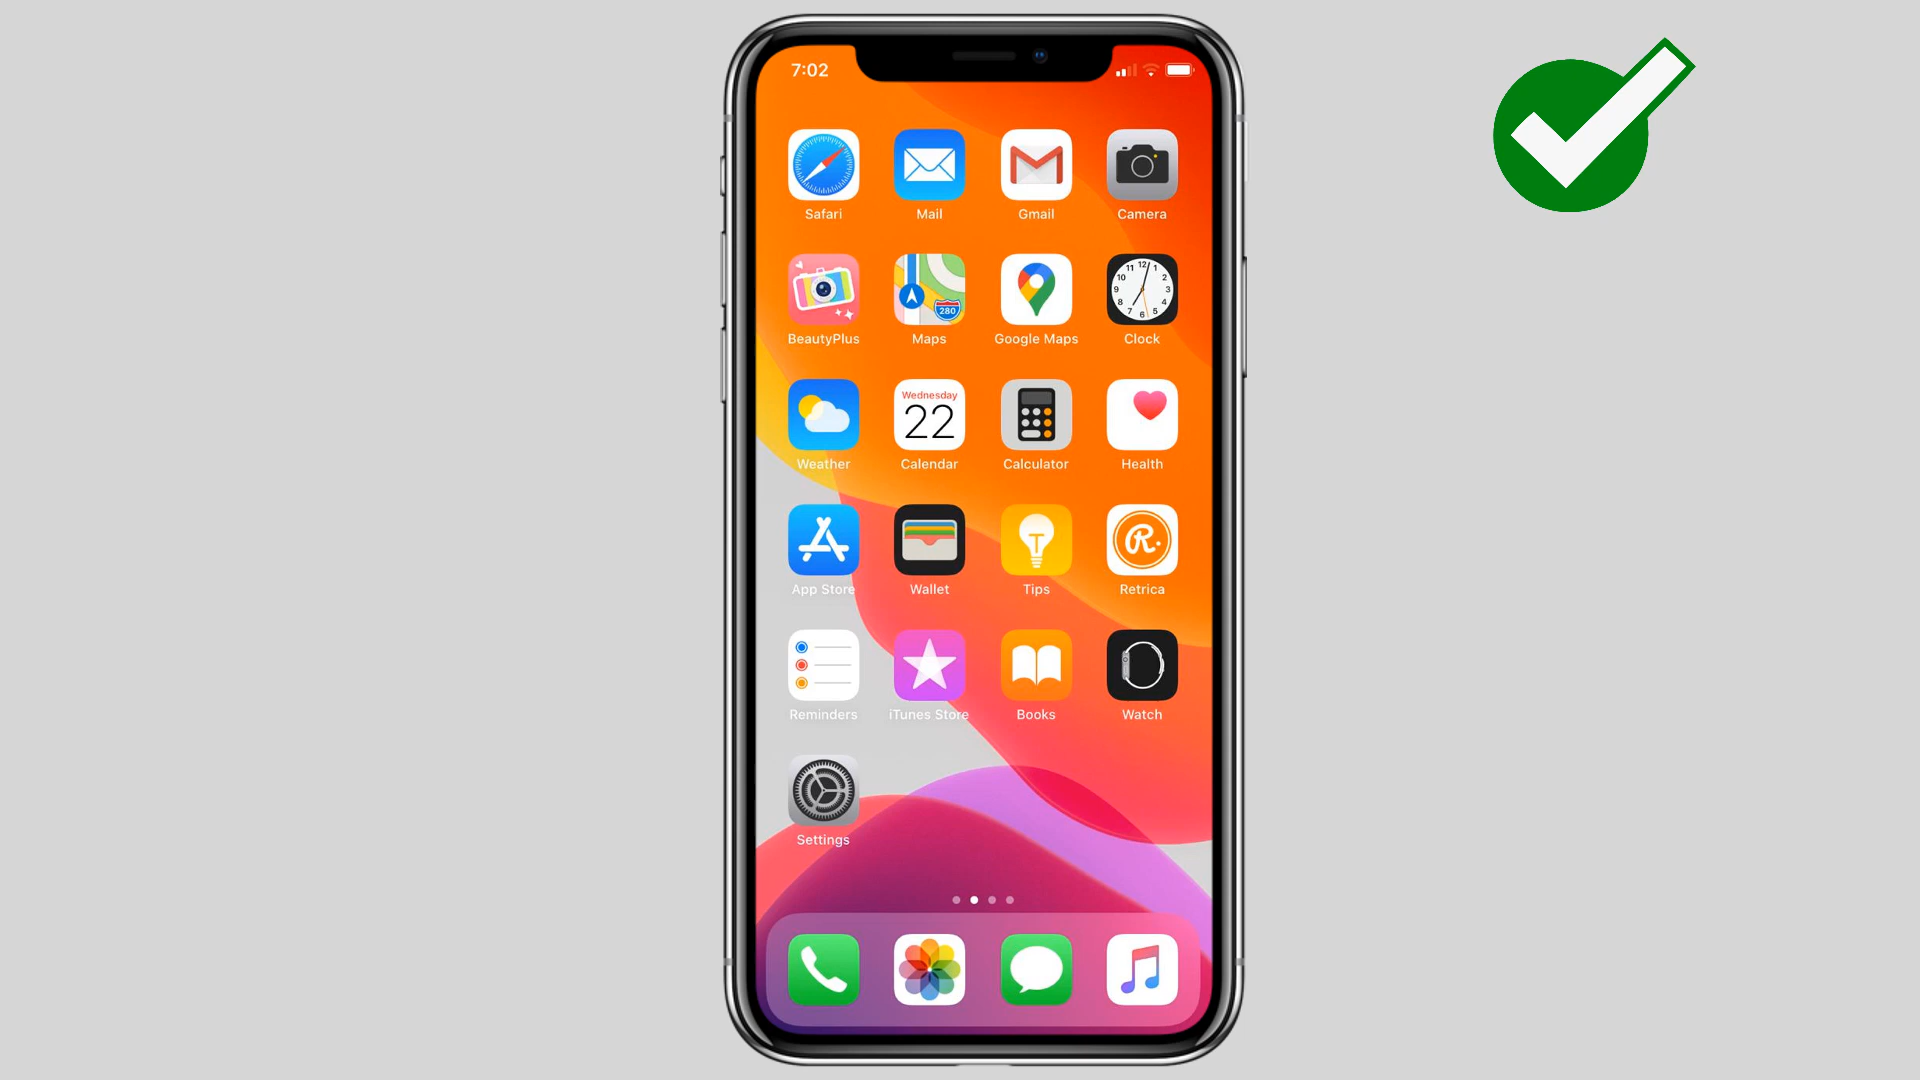 7:02
Safari Mail Gmail Camera
280
BeautyPlus Maps Google Maps Clock
Wednesday
22
Weather Calendar Calculator Health
App Store Wallet Tips Retrica
Reminders iTunes Store Books Watch
Settings